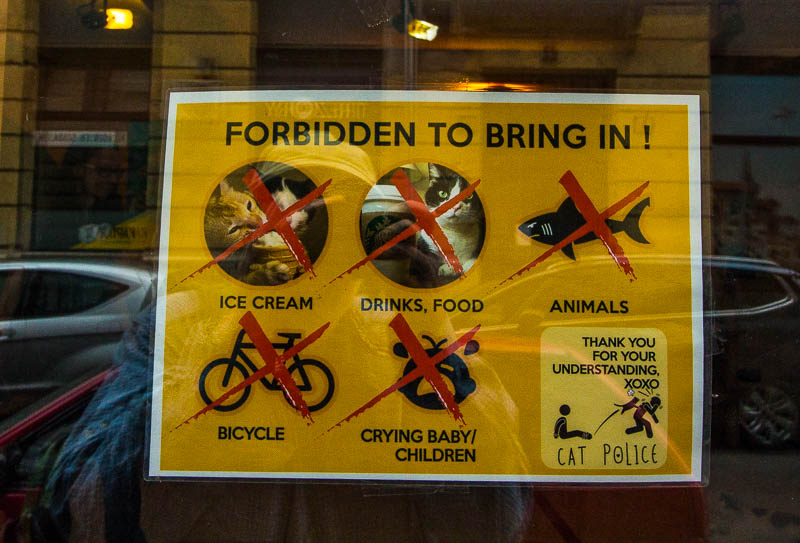 FORBIDDEN TO BRING IN !
ICE CREAM
DRINKS, FOOD
ANIMALS
BICYCLE
CRYING BABY/
CHILDREN
THANK YOU
FOR YOUR
UNDERSTANDING,
XOXO
CAT POLICE